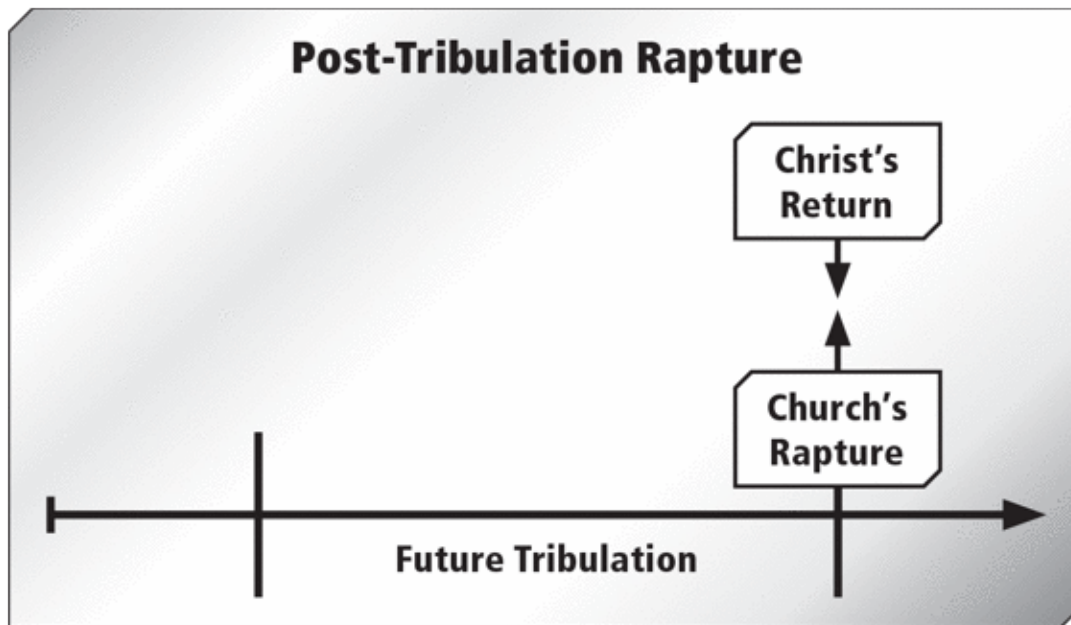 Post-Tribulation Rapture
Christ’s
Return
Church’s
Rapture
Future Tribulation